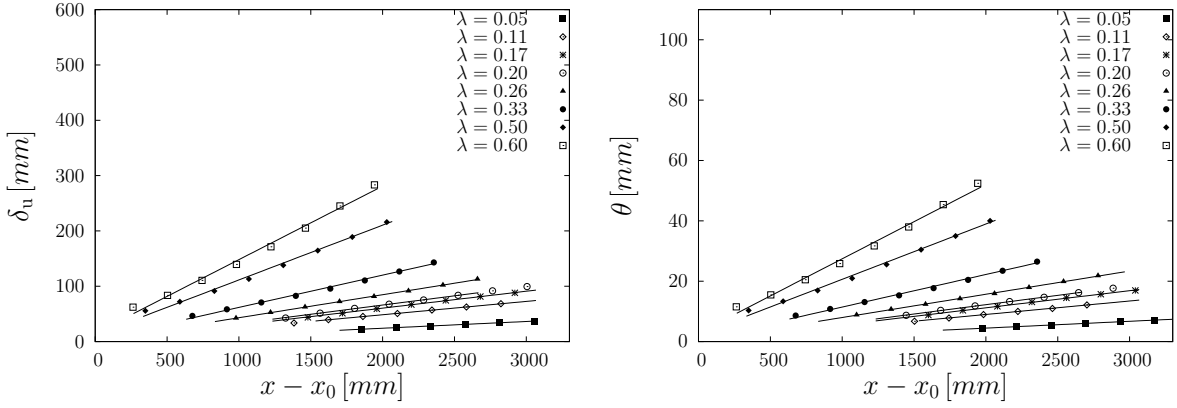 600
500
400
300
200
100
0
δu [mm]
0 500 1000 1500 2000 2500 3000
x − x0 [mm]
λ = 0.05
λ = 0.11
λ = 0.17
λ = 0.20
λ = 0.26
λ = 0.33
λ = 0.50
λ = 0.60
100
80
60
40
20
0
θ [mm]
0 500 1000 1500 2000 2500 3000
x − x0 [mm]
λ = 0.05
λ = 0.11
λ = 0.17
λ = 0.20
λ = 0.26
λ = 0.33
λ = 0.50
λ = 0.60